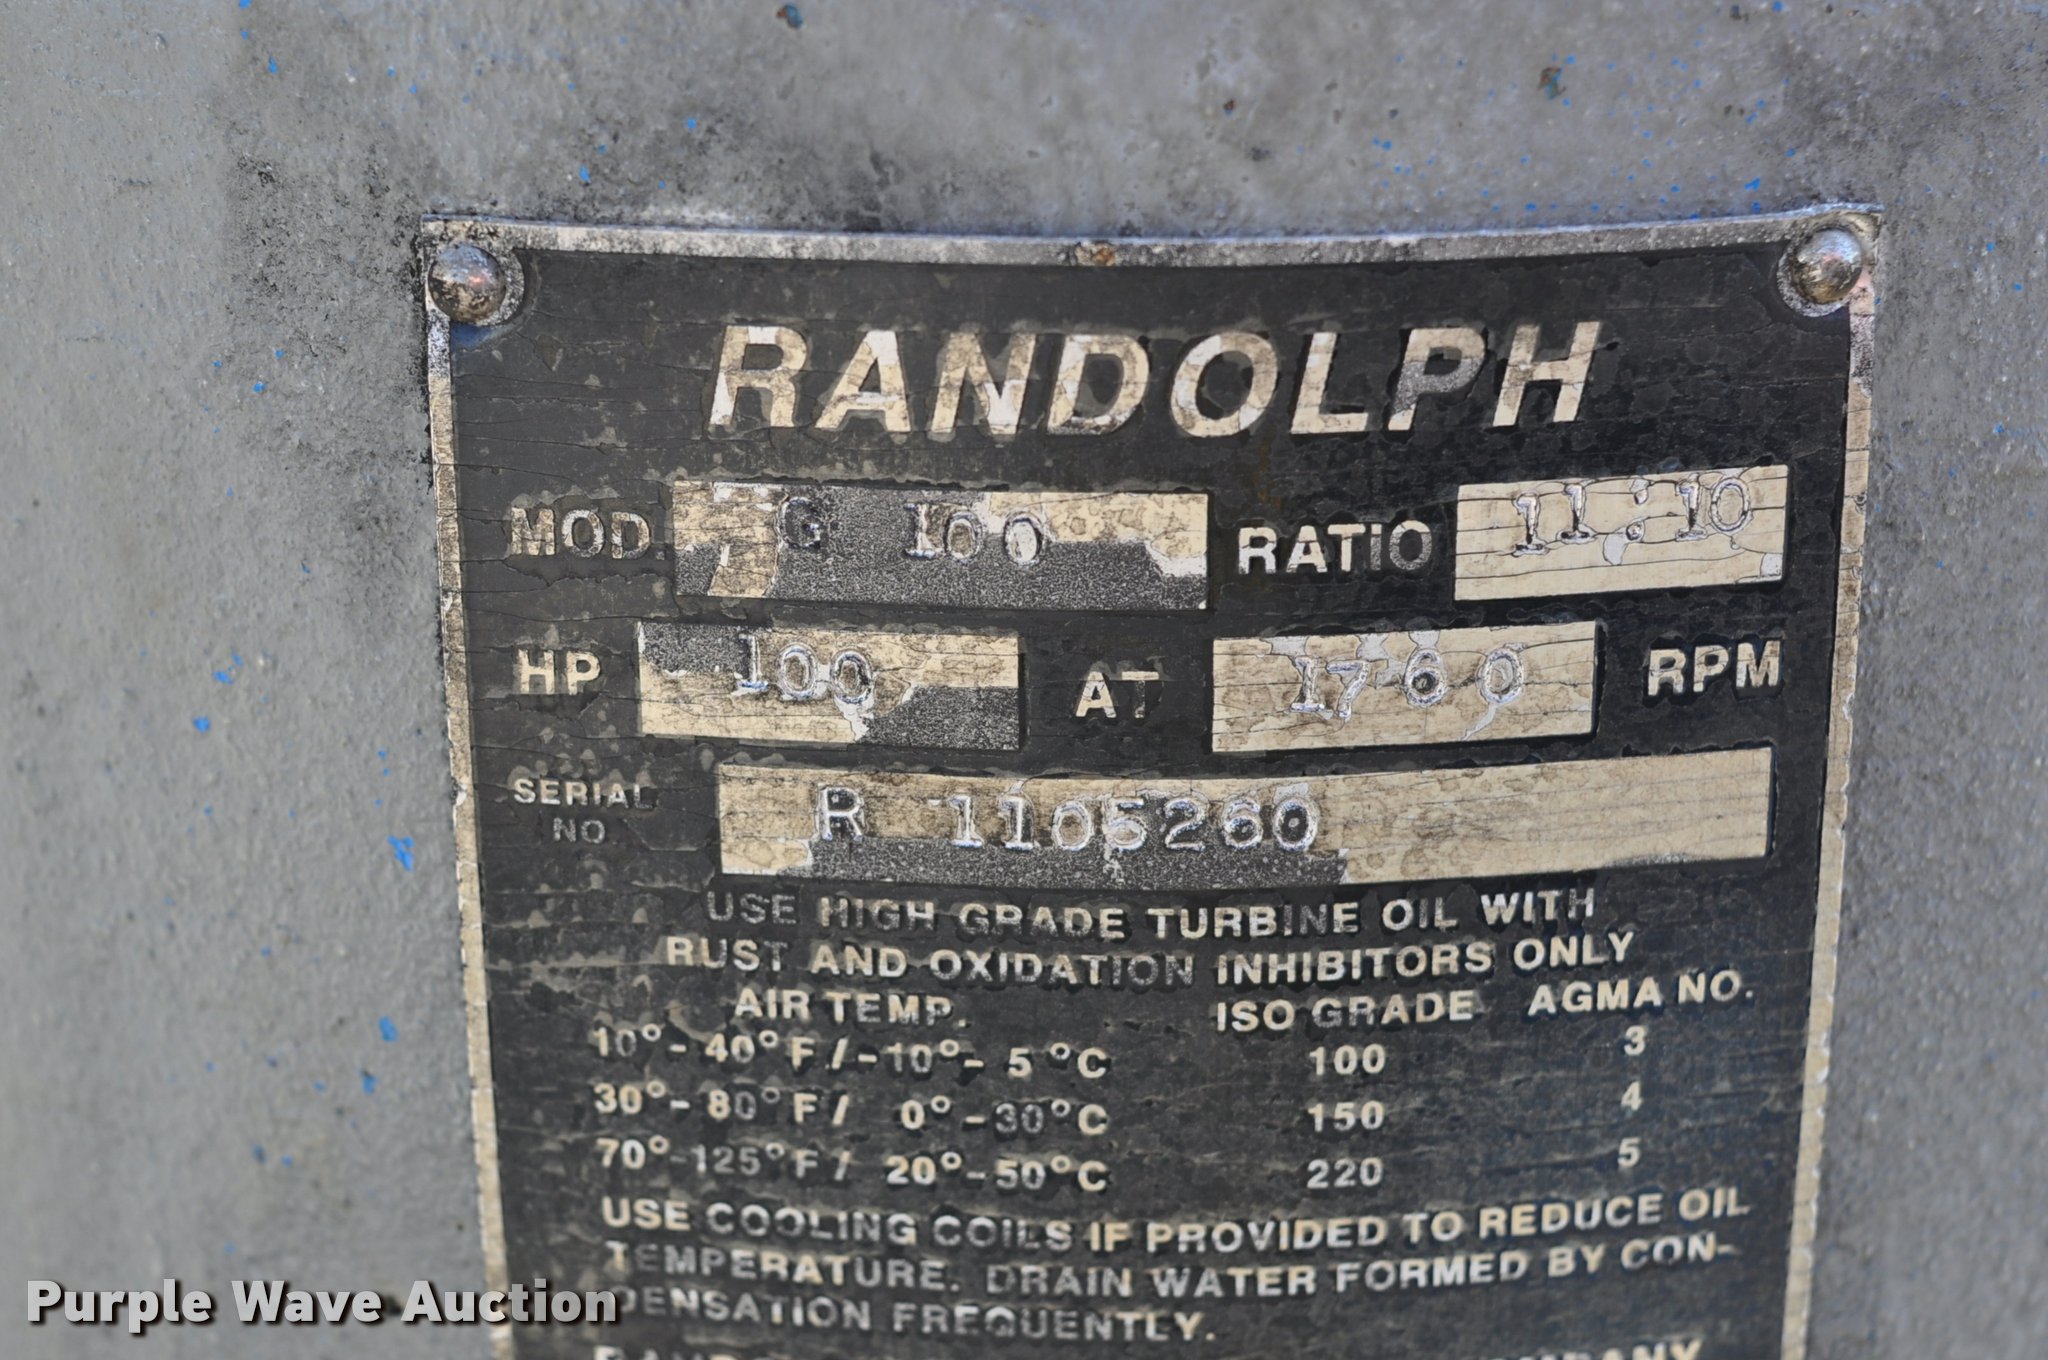 RANDOLPH
MOD. G 100 RATIO 11:10
HP 100 AT 1760 RPM
SERIAL NO R 1105260
USE HIGH GRADE TURBINE OIL WITH
RUST AND OXIDATION INHIBITORS ONLY
AIR TEMP. ISO GRADE AGMA NO.
10°-40°F/-10°-5°C 100 3
30°-80°F/ 0°-30°C 150 4
70°-125°F/ 20°-50°C 220 5
USE COOLING COILS IF PROVIDED TO REDUCE OIL
TEMPERATURE. DRAIN WATER FORMED BY CON-
DENSATION FREQUENTLY.
Purple Wave Auction